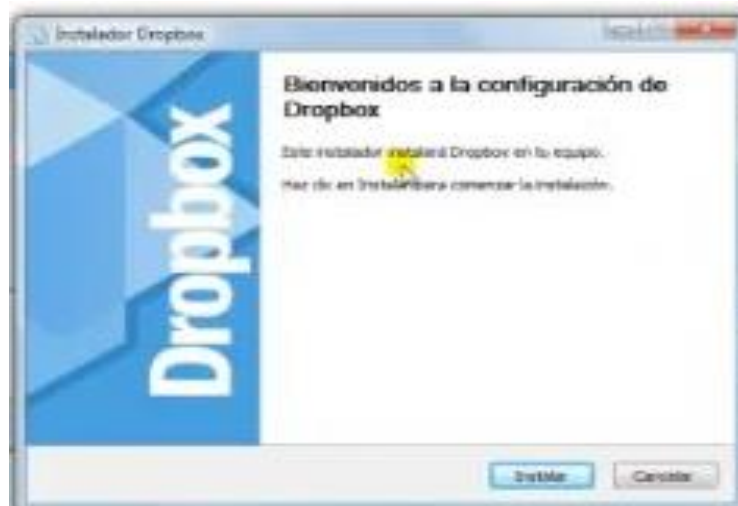 Instalador Dropbox
Dropbox
Bienvenidos a la configuración de
Dropbox
Este instalador instalará Dropbox en tu equipo.
Haz clic en Instalar para comenzar la instalación.
Instalar
Cancelar